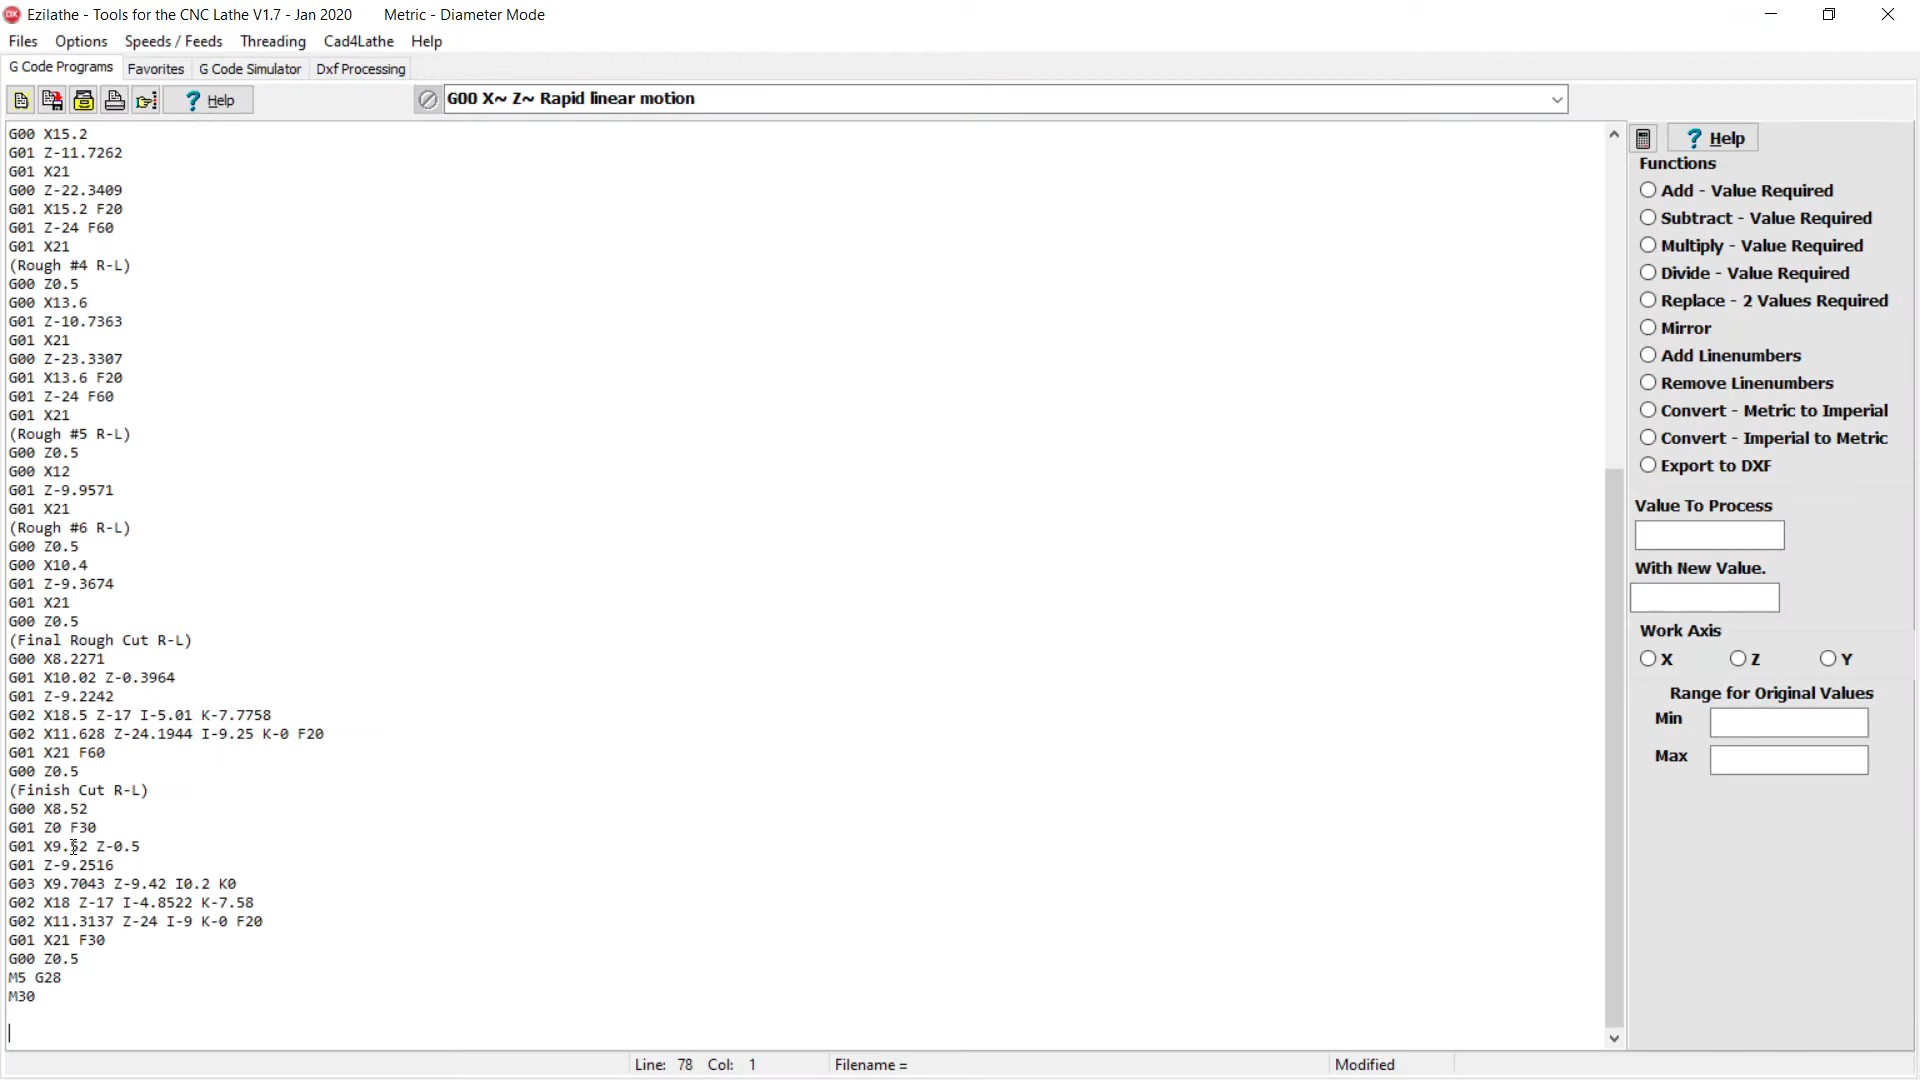 Ezilathe - Tools for the CNC Lathe V1.7 - Jan 2020 Metric - Diameter Mode
Files Options Speeds / Feeds Threading Cad4Lathe Help
G Code Programs Favorites G Code Simulator Dxf Processing
Help G00 X~ Z~ Rapid linear motion
G00 X15.2
G01 Z-11.7262
G01 X21
G00 Z-22.3409
G01 X15.2 F20
G01 Z-24 F60
G01 X21
(Rough #4 R-L)
G00 Z0.5
G00 X13.6
G01 Z-10.7363
G01 X21
G00 Z-23.3307
G01 X13.6 F20
G01 Z-24 F60
G01 X21
(Rough #5 R-L)
G00 Z0.5
G00 X12
G01 Z-9.9571
G01 X21
(Rough #6 R-L)
G00 Z0.5
G00 X10.4
G01 Z-9.3674
G01 X21
G00 Z0.5
(Final Rough Cut R-L)
G00 X8.2271
G01 X10.02 Z-0.3964
G01 Z-9.2242
G02 X18.5 Z-17 I-5.01 K-7.7758
G02 X11.628 Z-24.1944 I-9.25 K-0 F20
G01 X21 F60
G00 Z0.5
(Finish Cut R-L)
G00 X8.52
G01 Z0 F30
G01 X9.52 Z-0.5
G01 Z-9.2516
G03 X9.7043 Z-9.42 I0.2 K0
G02 X18 Z-17 I-4.8522 K-7.58
G02 X11.3137 Z-24 I-9 K-0 F20
G01 X21 F30
G00 Z0.5
M5 G28
M30
Help
Functions
Add - Value Required
Subtract - Value Required
Multiply - Value Required
Divide - Value Required
Replace - 2 Values Required
Mirror
Add Linenumbers
Remove Linenumbers
Convert - Metric to Imperial
Convert - Imperial to Metric
Export to DXF
Value To Process
With New Value.
Work Axis
X Z Y
Range for Original Values
Min
Max
Line: 78 Col: 1 Filename = Modified